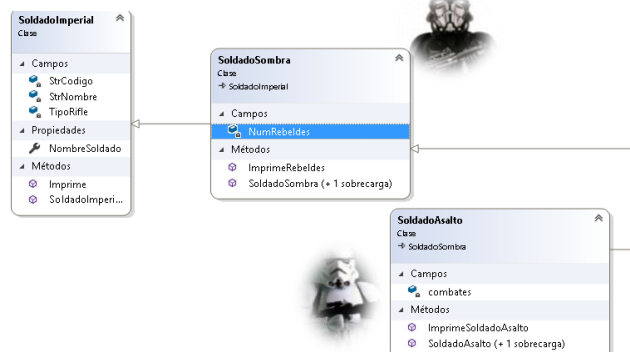 SoldadoImperial
Clase
Campos
StrCodigo
StrNombre
TipoRifle
Propiedades
NombreSoldado
Métodos
Imprime
SoldadoImperi...
SoldadoSombra
Clase
SoldadoImperial
Campos
NumRebeldes
Métodos
ImprimeRebeldes
SoldadoSombra (+ 1 sobrecarga)
SoldadoAsalto
Clase
SoldadoSombra
Campos
combates
Métodos
ImprimeSoldadoAsalto
SoldadoAsalto (+ 1 sobrecarga)